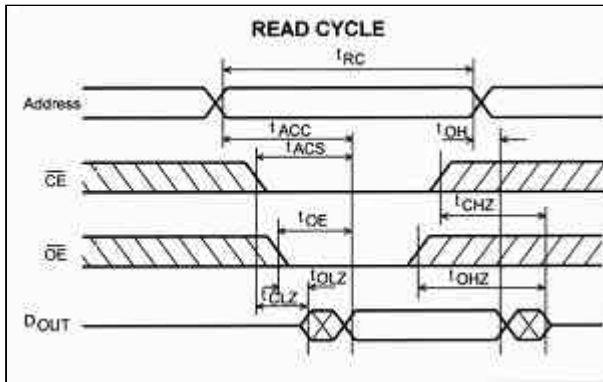 READ CYCLE
tRC
Address
tACC
tOH
tACS
CE
tCHZ
tOE
OE
tOLZ
tOHZ
tCLZ
DOUT